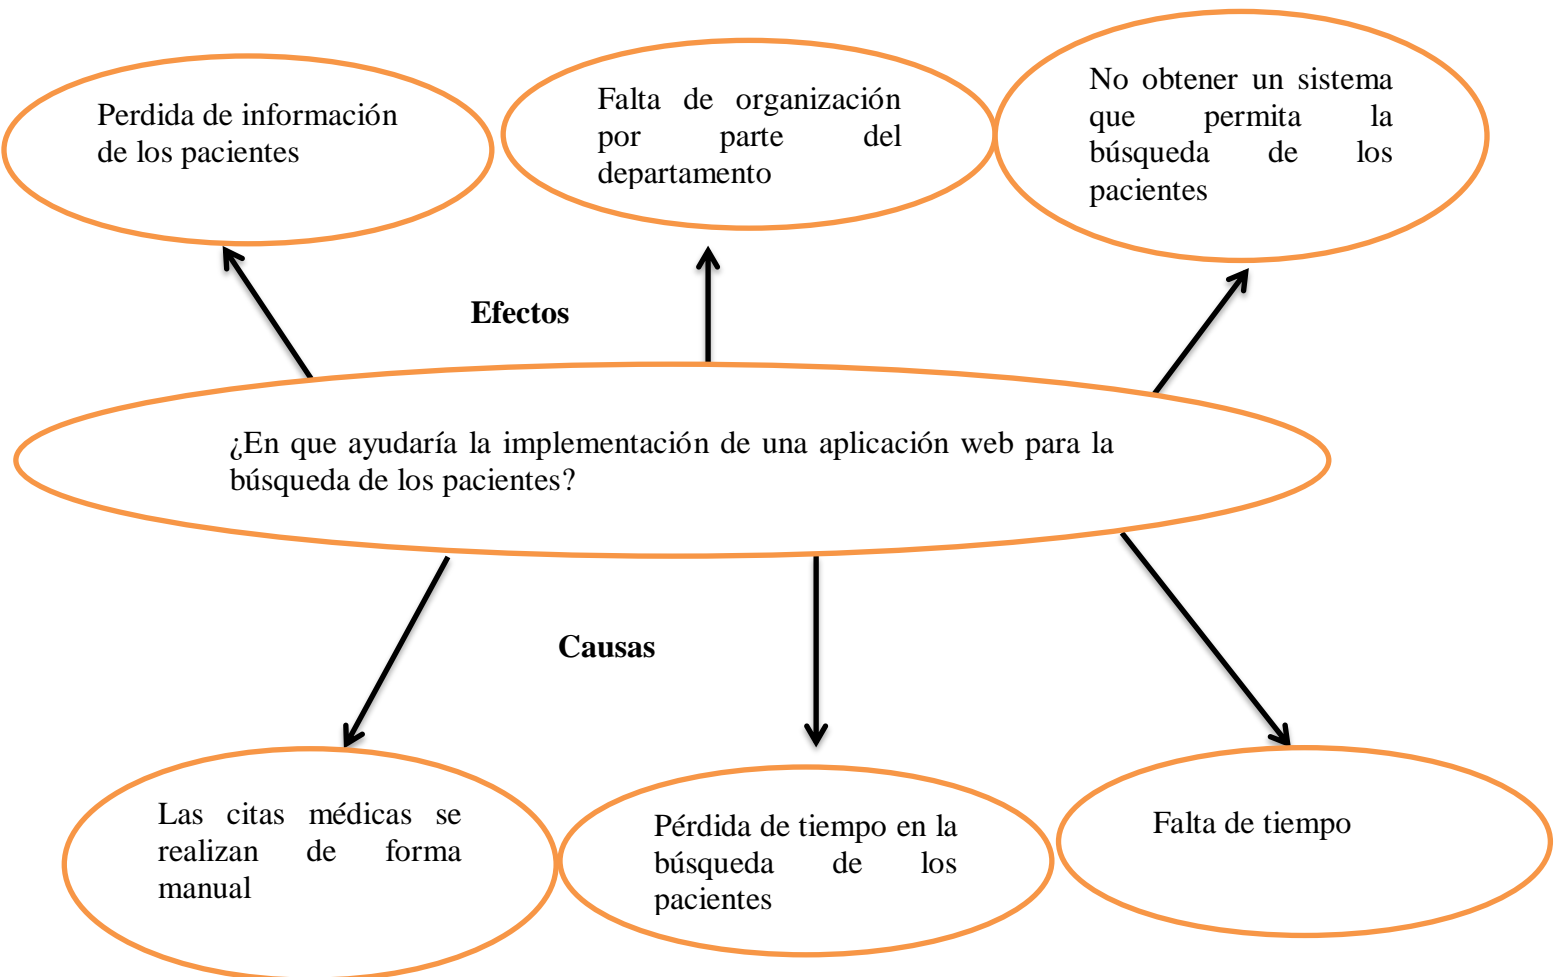 Perdida de información
de los pacientes
Falta de organización
por parte del
departamento
No obtener un sistema
que permita la
búsqueda de los
pacientes
Efectos
¿En que ayudaría la implementación de una aplicación web para la
búsqueda de los pacientes?
Causas
Las citas médicas se
realizan de forma
manual
Pérdida de tiempo en la
búsqueda de los
pacientes
Falta de tiempo